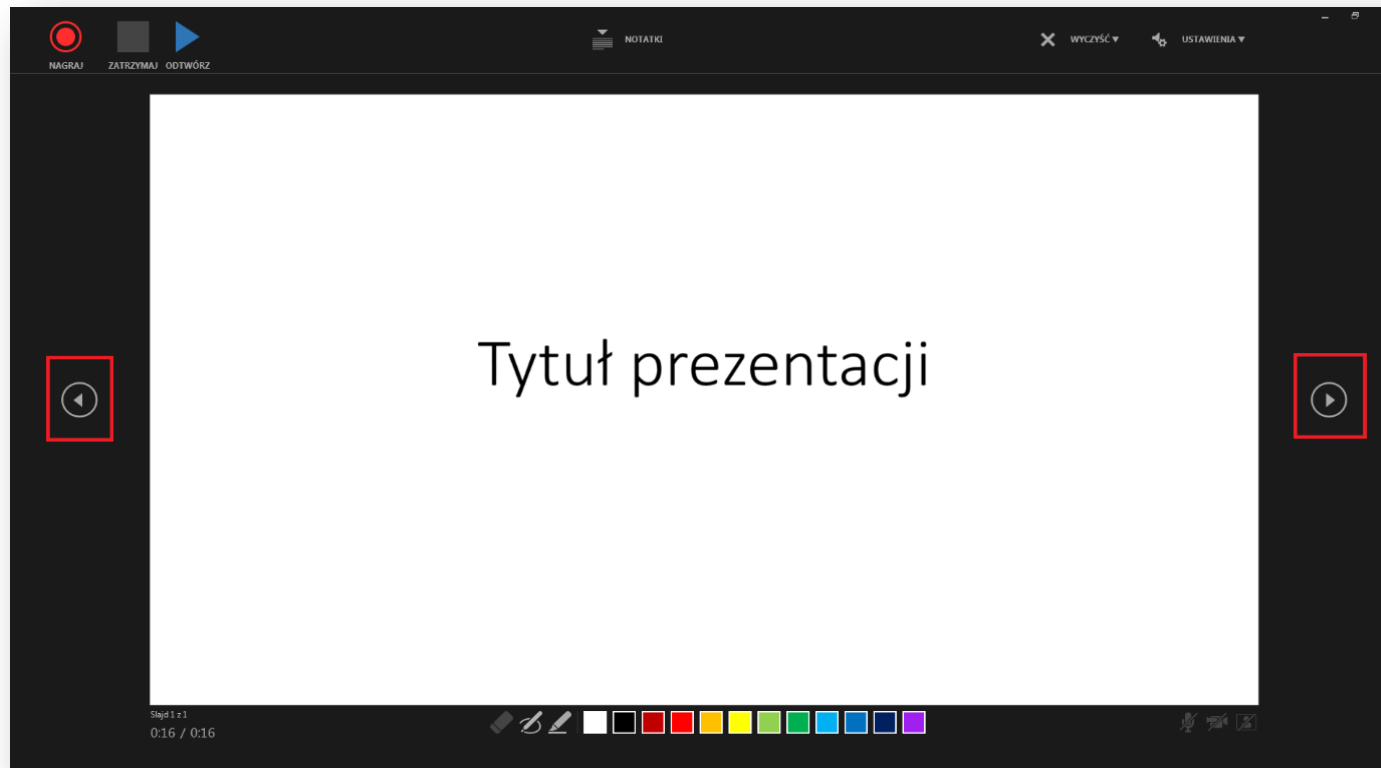 NAGRAJ
ZATRZYMAJ
ODTWÓRZ
NOTATKI
WYCZYŚĆ
USTAWIENIA
Tytuł prezentacji
Slajd 1 z 1
0:16 / 0:16